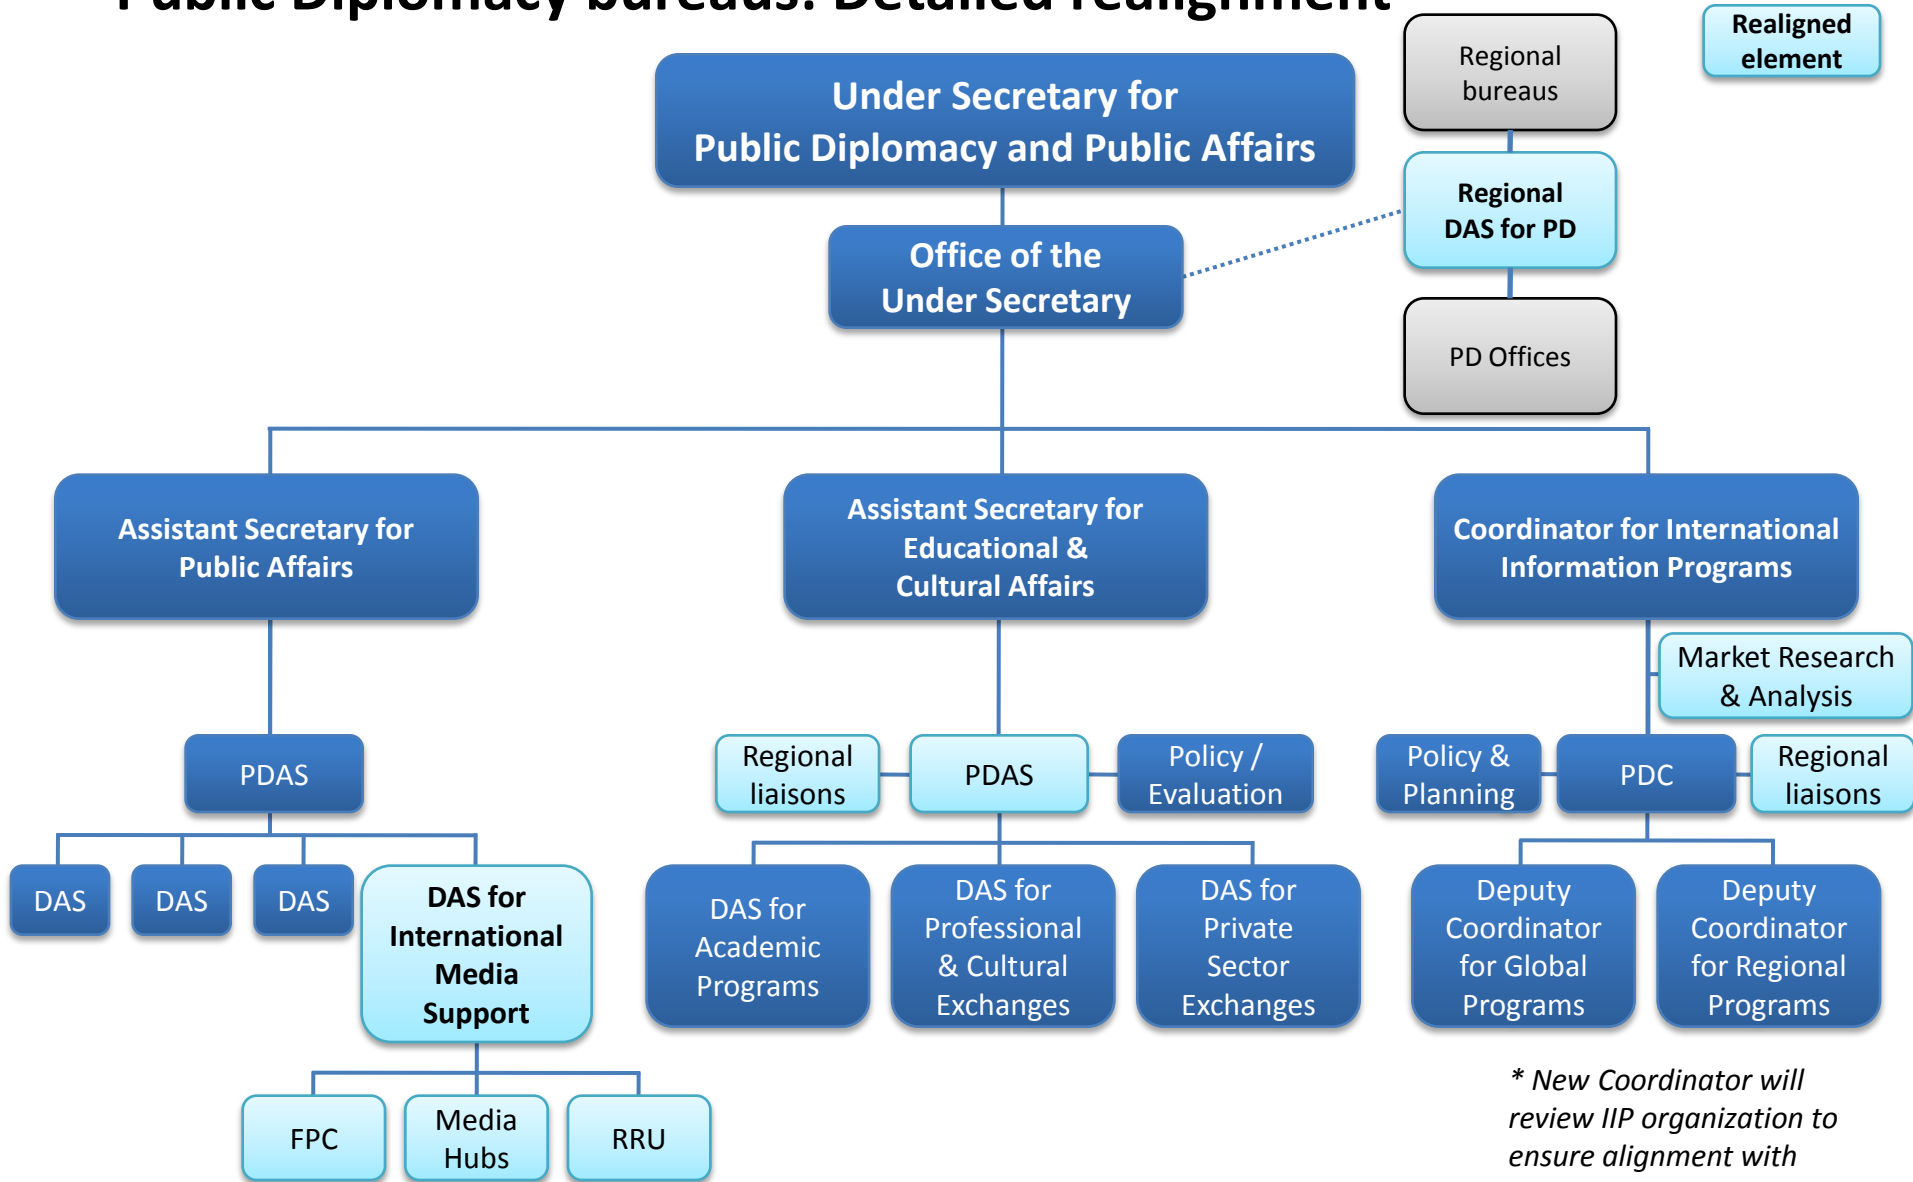 Public Diplomacy bureaus: Detailed realignment
Realigned
element
Regional
bureaus
Under Secretary for
Public Diplomacy and Public Affairs
Regional
DAS for PD
Office of the
Under Secretary
PD Offices
Assistant Secretary for
Public Affairs
Assistant Secretary for
Educational &
Cultural Affairs
Coordinator for International
Information Programs
Market Research
& Analysis
PDAS
Regional
liaisons
PDAS
Policy /
Evaluation
Policy &
Planning
PDC
Regional
liaisons
DAS
DAS
DAS
DAS for
International
Media
Support
DAS for
Academic
Programs
DAS for
Professional
& Cultural
Exchanges
DAS for
Private
Sector
Exchanges
Deputy
Coordinator
for Global
Programs
Deputy
Coordinator
for Regional
Programs
FPC
Media
Hubs
RRU
* New Coordinator will
review IIP organization to
ensure alignment with